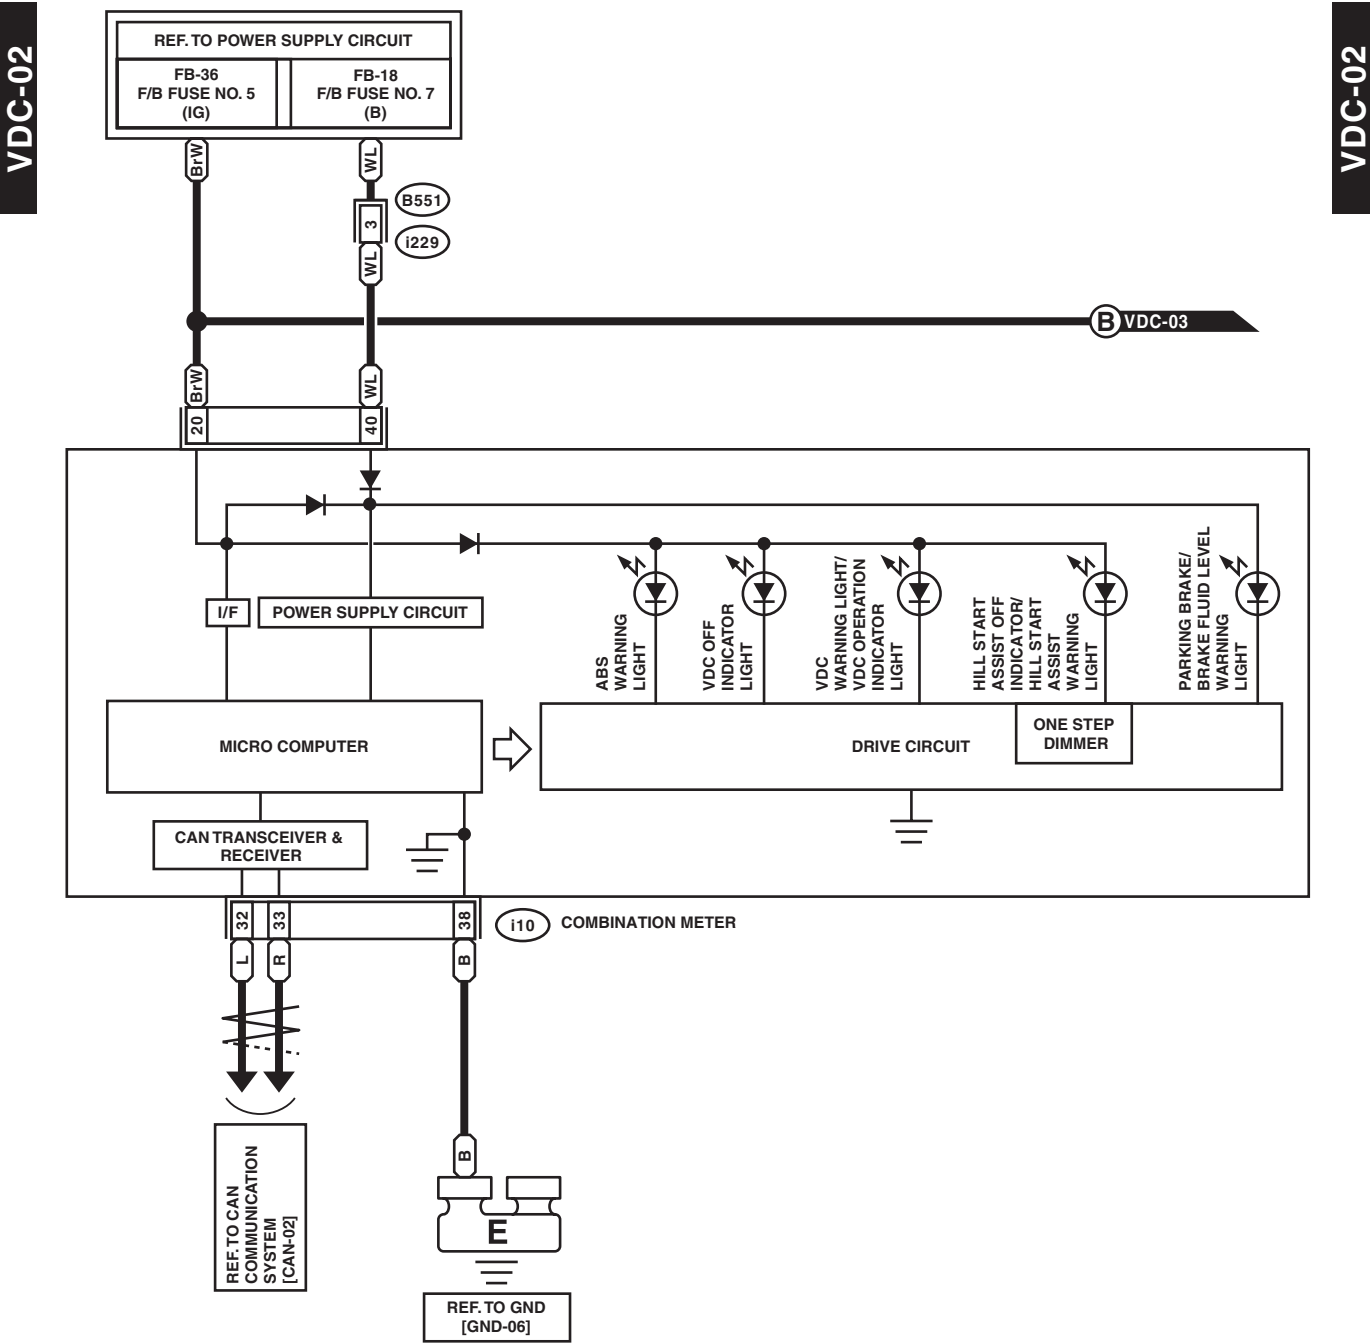 VDC-02
VDC-02
REF. TO POWER SUPPLY CIRCUIT
FB-36
F/B FUSE NO. 5
(IG)
FB-18
F/B FUSE NO. 7
(B)
BrW
WL
B551
3
i229
WL
B VDC-03
BrW
WL
20
40
I/F
POWER SUPPLY CIRCUIT
ABS
WARNING
LIGHT
VDC OFF
INDICATOR
LIGHT
VDC
WARNING LIGHT/
VDC OPERATION
INDICATOR
LIGHT
HILL START
ASSIST OFF
INDICATOR/
HILL START
ASSIST
WARNING
LIGHT
PARKING BRAKE/
BRAKE FLUID LEVEL
WARNING
LIGHT
MICRO COMPUTER
DRIVE CIRCUIT
ONE STEP
DIMMER
CAN TRANSCEIVER &
RECEIVER
32
33
38
i10
COMBINATION METER
L
R
B
B
E
REF. TO CAN
COMMUNICATION
SYSTEM
[CAN-02]
REF. TO GND
[GND-06]